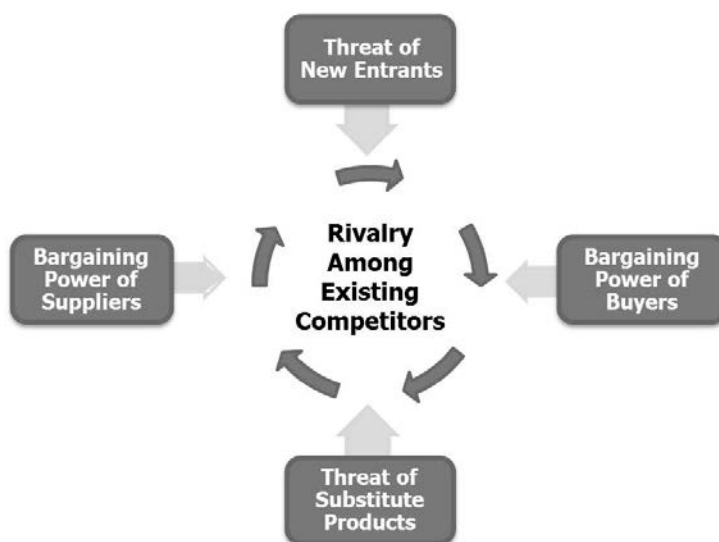 Threat of
New Entrants
Bargaining
Power of
Suppliers
Rivalry
Among
Existing
Competitors
Bargaining
Power of
Buyers
Threat of
Substitute
Products